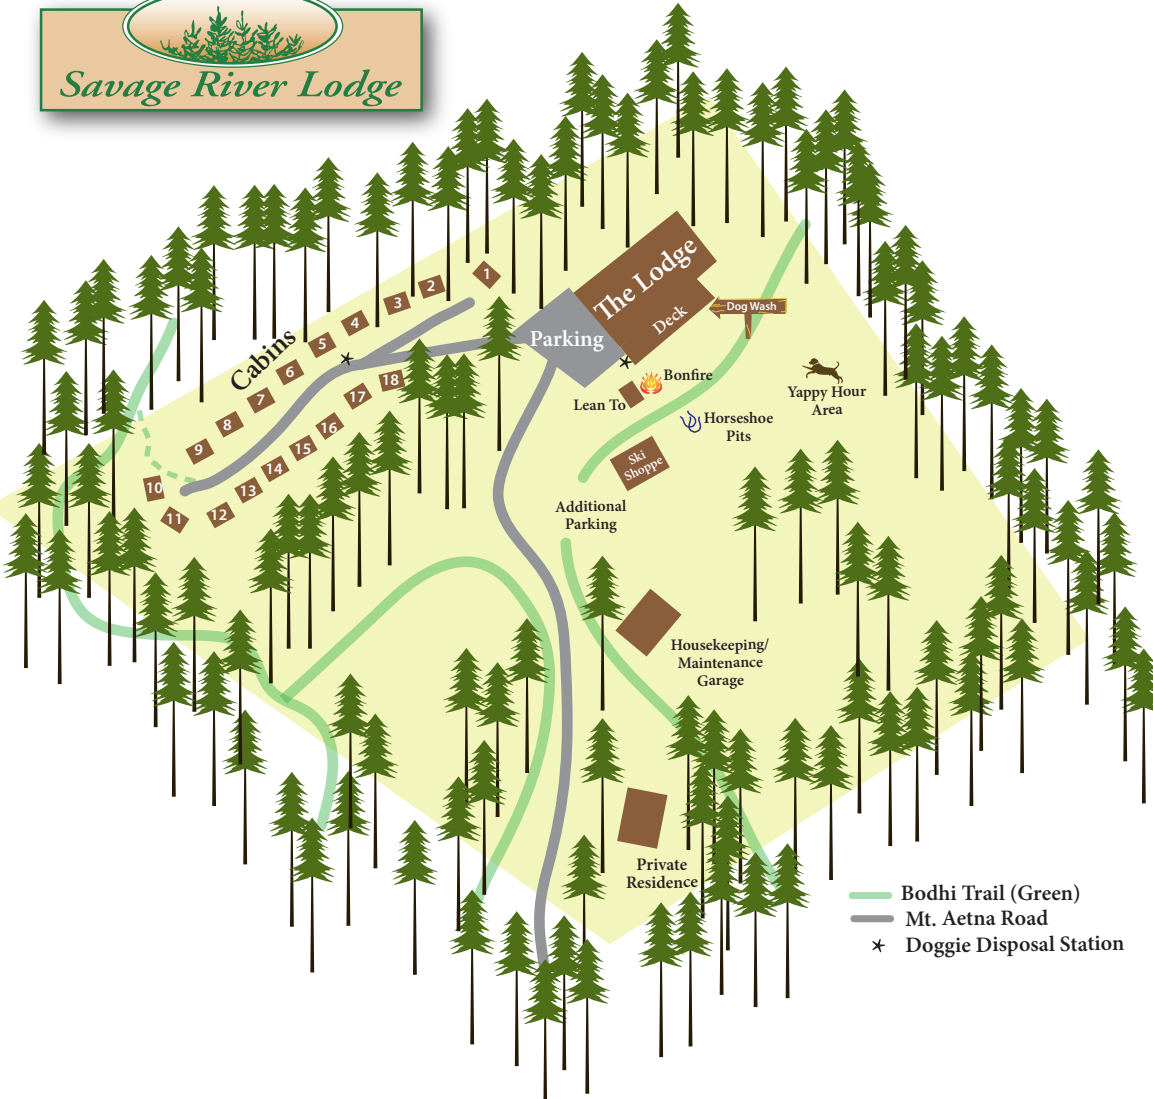 Savage River Lodge
The Lodge
Deck
Dog Wash
Parking
Cabins
1
2
3
4
5
6
7
8
9
10
11
12
13
14
15
16
17
18
Bonfire
Lean To
Yappy Hour
Area
Horseshoe
Pits
Ski
Shoppe
Additional
Parking
Housekeeping/
Maintenance
Garage
Private
Residence
Bodhi Trail (Green)
Mt. Aetna Road
Doggie Disposal Station